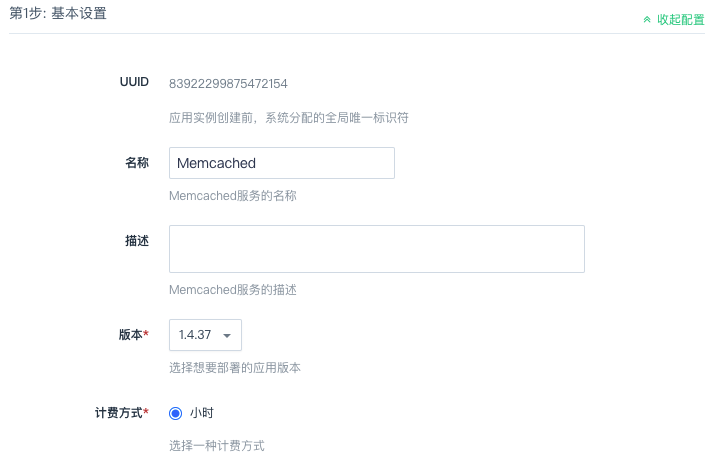 第1步: 基本设置
收起配置
UUID 83922299875472154
应用实例创建前，系统分配的全局唯一标识符
名称 Memcached
Memcached服务的名称
描述
Memcached服务的描述
版本* 1.4.37
选择想要部署的应用版本
计费方式* 小时
选择一种计费方式